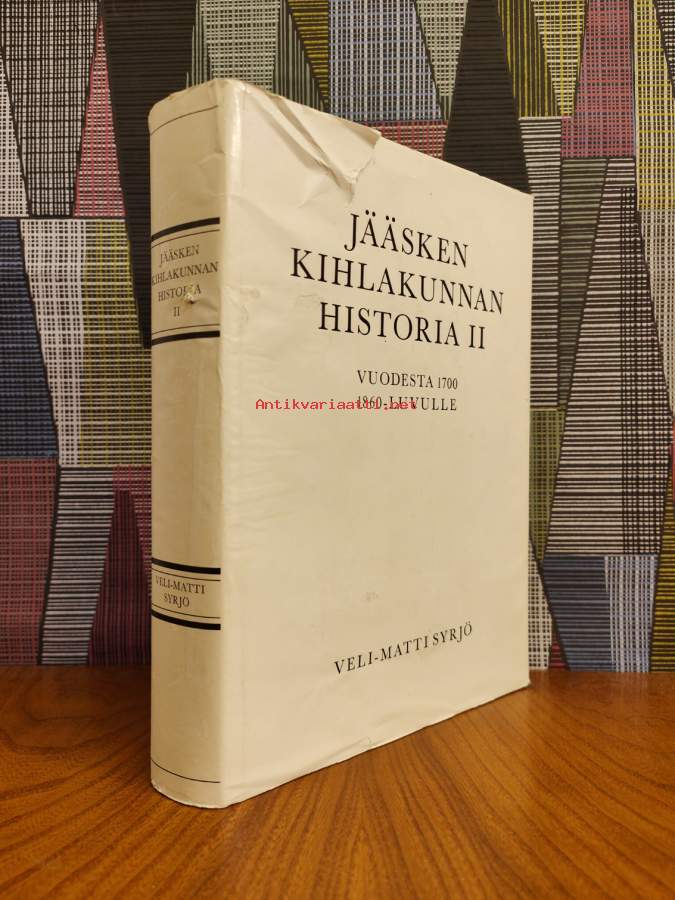 JÄÄSKEN
KIHLAKUNNAN
HISTORIA
II
VELI-MATTI
SYRJÖ
JÄÄSKEN
KIHLAKUNNAN
HISTORIA II
VUODESTA 1700
1860-LUVULLE
Antikvariaatti.net
VELI-MATTI SYRJÖ